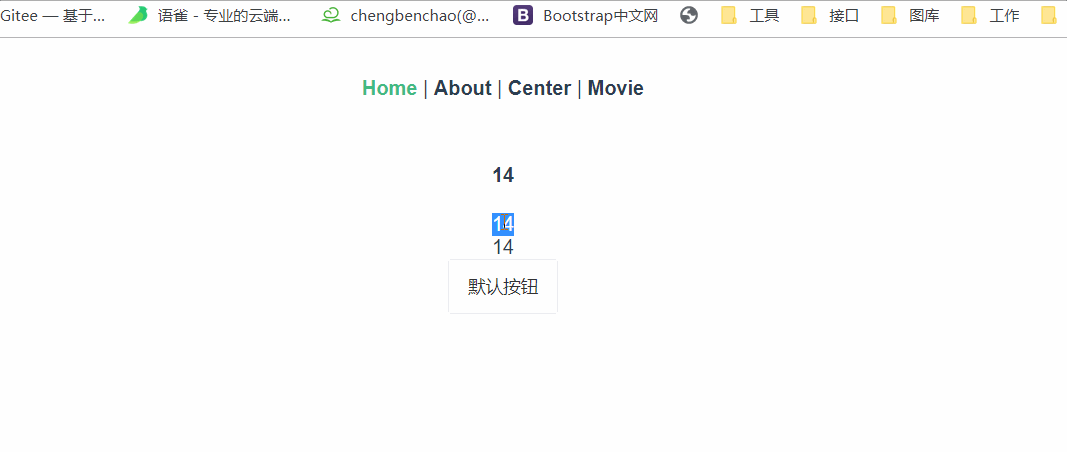 Gitee — 基于... 语雀 - 专业的云端... chengbenchao(@... B Bootstrap中文网 工具 接口 图库 工作
Home | About | Center | Movie
14
14
14
默认按钮